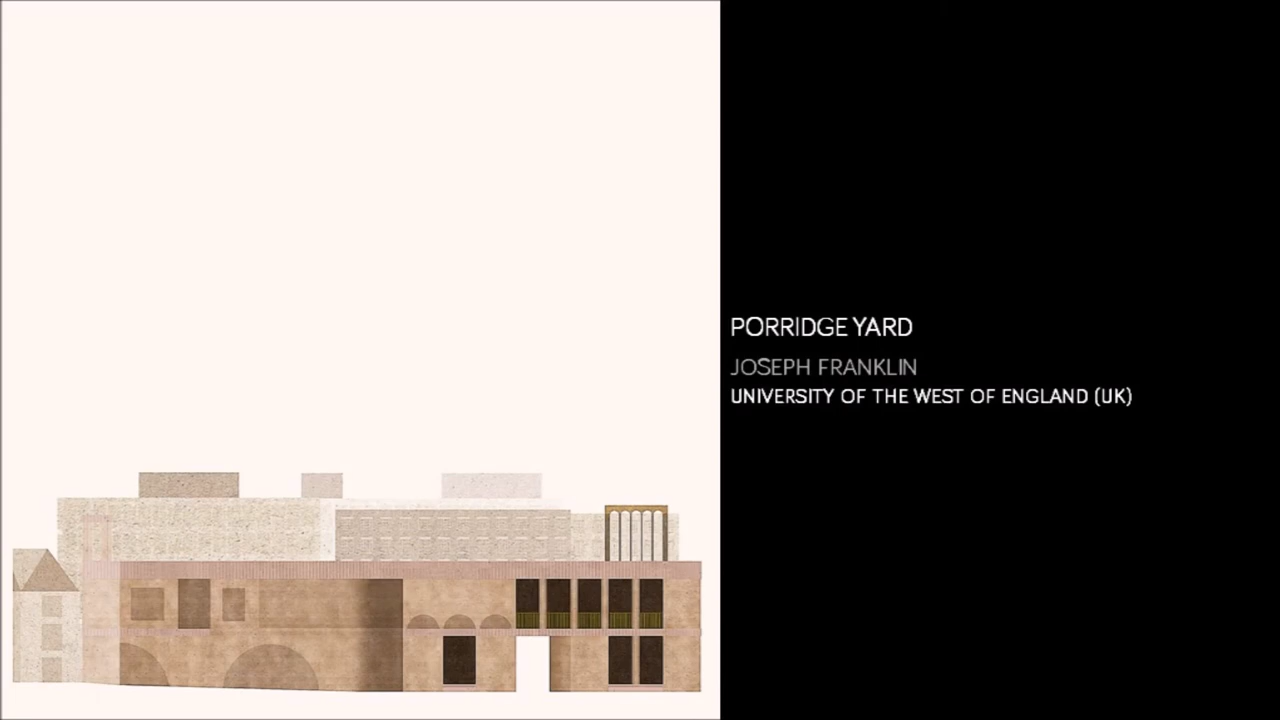 PORRIDGE YARD
JOSEPH FRANKLIN
UNIVERSITY OF THE WEST OF ENGLAND (UK)